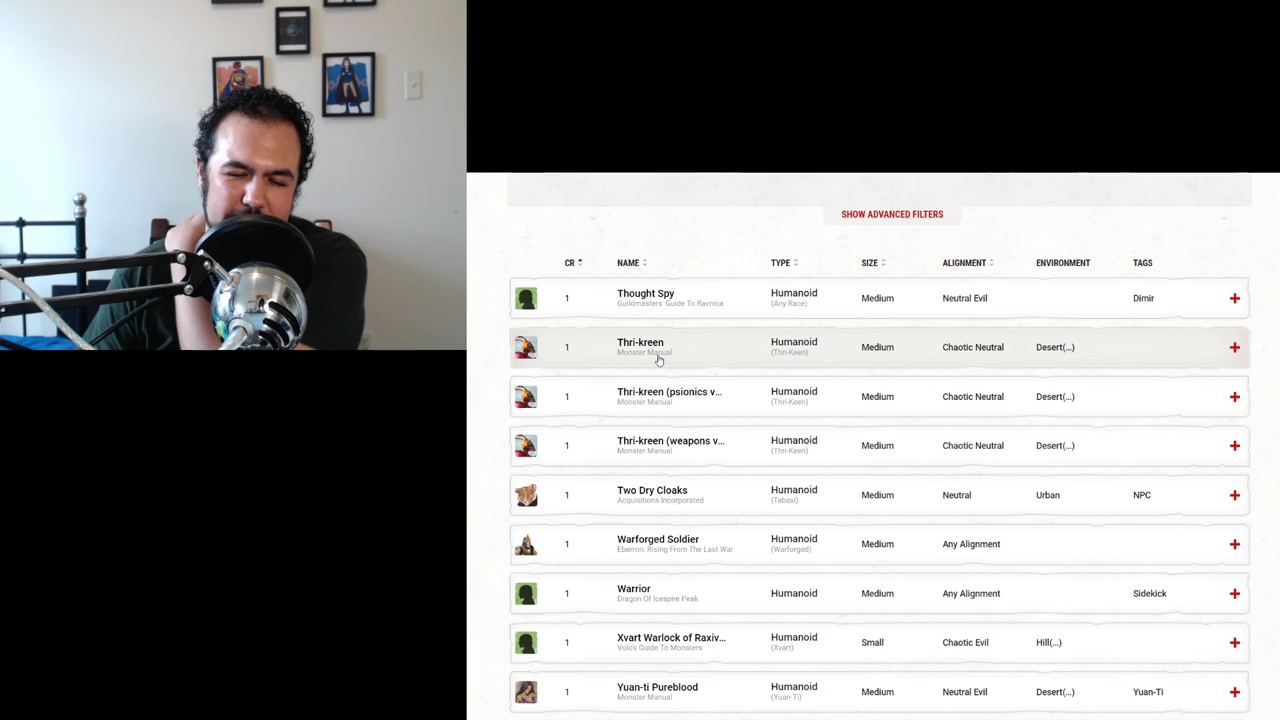 SHOW ADVANCED FILTERS
CR NAME TYPE SIZE ALIGNMENT ENVIRONMENT TAGS
1 Thought Spy Humanoid Medium Neutral Evil Dimir
Guildmasters' Guide To Ravnica (Any Race)
1 Thri-kreen Humanoid Medium Chaotic Neutral Desert(...)
Monster Manual (Thri-Keen)
1 Thri-kreen (psionics v... Humanoid Medium Chaotic Neutral Desert(...)
Monster Manual (Thri-Keen)
1 Thri-kreen (weapons v... Humanoid Medium Chaotic Neutral Desert(...)
Monster Manual (Thri-Keen)
1 Two Dry Cloaks Humanoid Medium Neutral Urban NPC
Acquisitions Incorporated (Tabaxi)
1 Warforged Soldier Humanoid Medium Any Alignment
Eberron: Rising From The Last War (Warforged)
1 Warrior Humanoid Medium Any Alignment Sidekick
Dragon Of Icespire Peak
1 Xvart Warlock of Raxiv... Humanoid Small Chaotic Evil Hill(...)
Volo's Guide To Monsters (Xvart)
1 Yuan-ti Pureblood Humanoid Medium Neutral Evil Desert(...) Yuan-Ti
Monster Manual (Yuan-Ti)